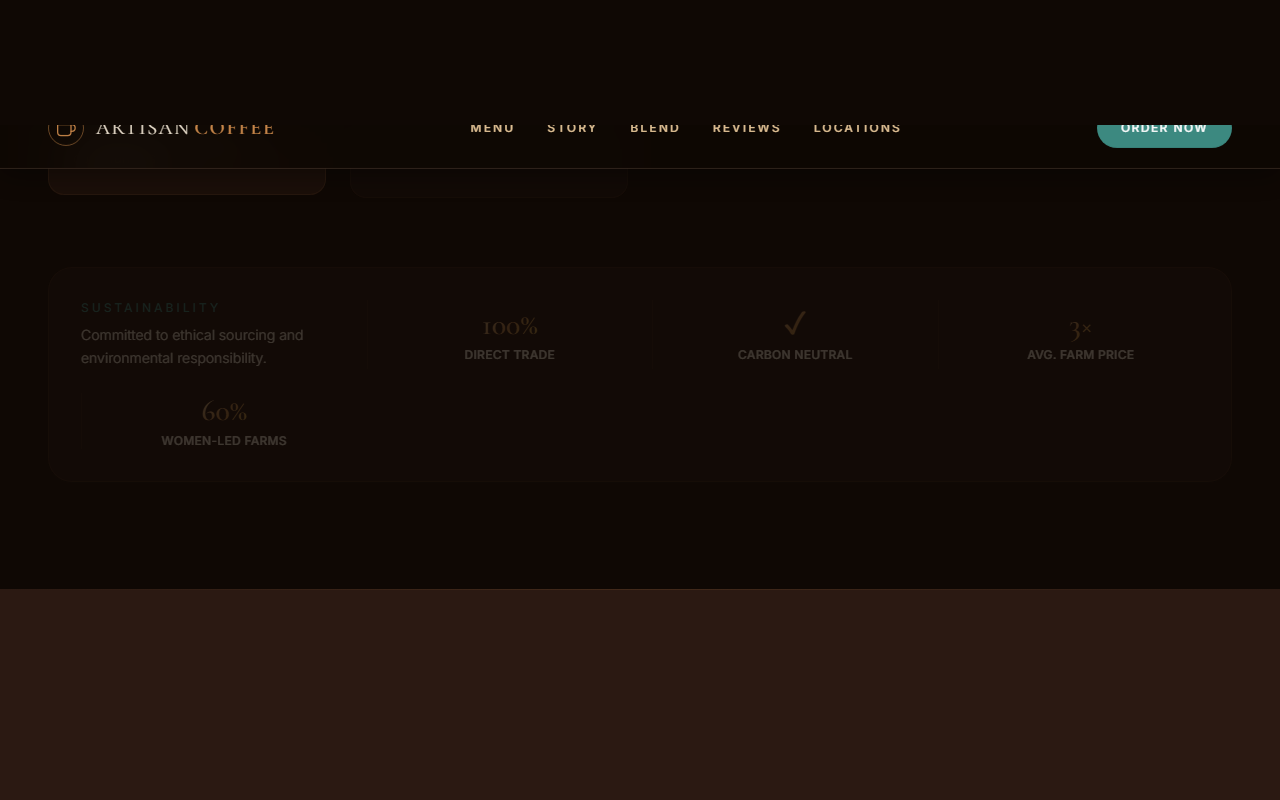 ARTISAN COFFEE
MENU STORY BLEND REVIEWS LOCATIONS
ORDER NOW
SUSTAINABILITY
Committed to ethical sourcing and
environmental responsibility.
100%
DIRECT TRADE
✓
CARBON NEUTRAL
3×
AVG. FARM PRICE
60%
WOMEN-LED FARMS